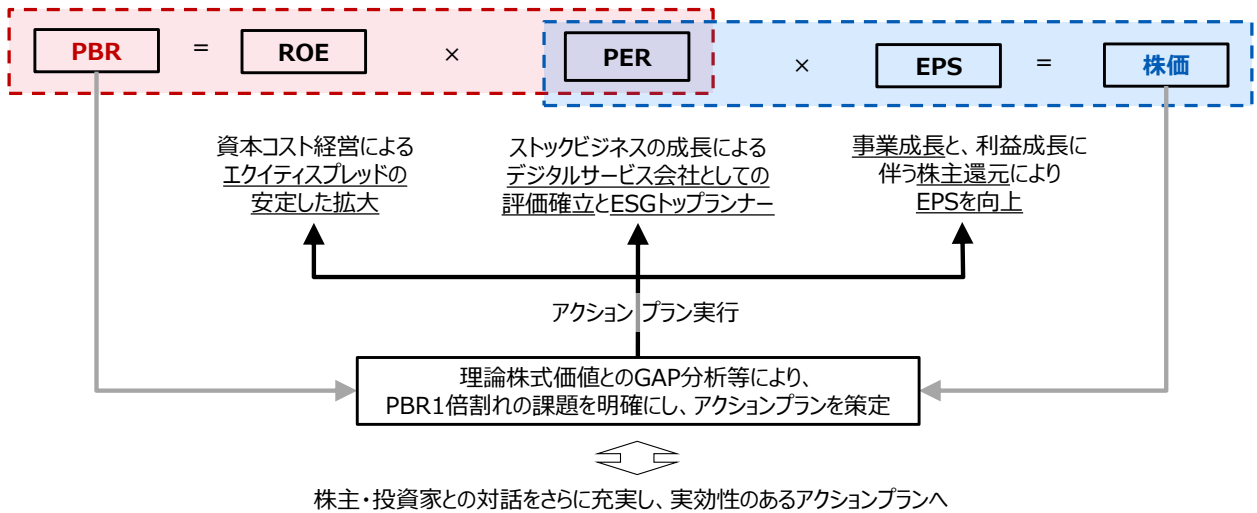 PBR = ROE × PER × EPS = 株価
資本コスト経営による
エクイティスプレッドの
安定した拡大
ストックビジネスの成長による
デジタルサービス会社としての
評価確立とESGトップランナー
事業成長と、利益成長に
伴う株主還元により
EPSを向上
アクションプラン実行
理論株式価値とのGAP分析等により、
PBR1倍割れの課題を明確にし、アクションプランを策定
株主・投資家との対話をさらに充実し、実効性のあるアクションプランへ